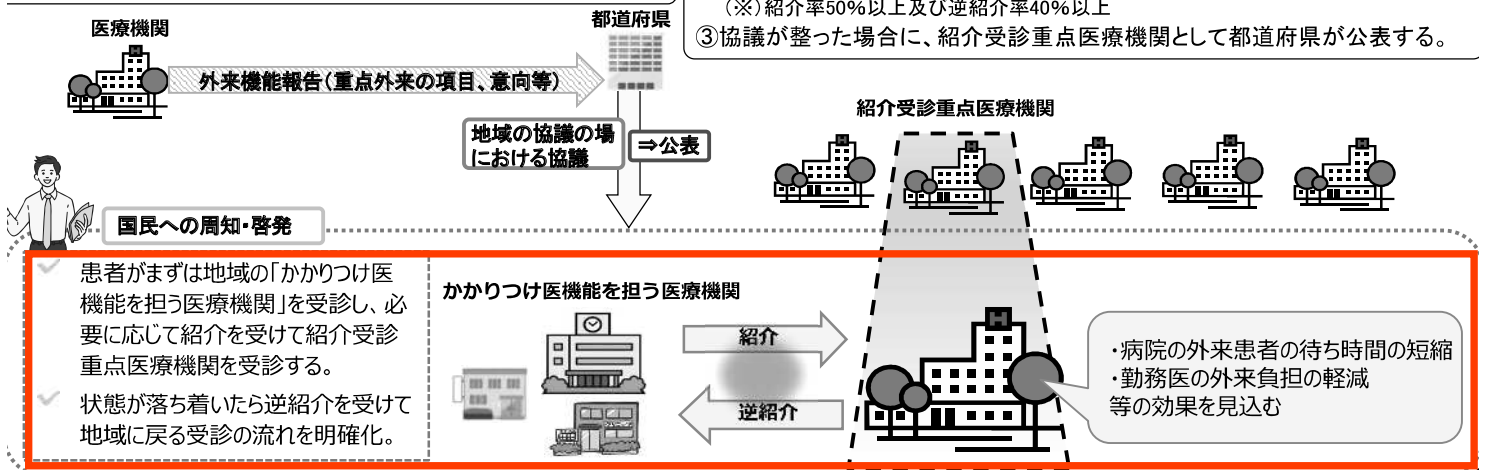 (※)紹介率50%以上及び逆紹介率40%以上
③協議が整った場合に、紹介受診重点医療機関として都道府県が公表する。
医療機関
都道府県
外来機能報告(重点外来の項目、意向等)
地域の協議の場
における協議
⇒公表
紹介受診重点医療機関
国民への周知・啓発
患者がまずは地域の「かかりつけ医
機能を担う医療機関」を受診し、必
要に応じて紹介を受けて紹介受診
重点医療機関を受診する。
状態が落ち着いたら逆紹介を受けて
地域に戻る受診の流れを明確化。
かかりつけ医機能を担う医療機関
紹介
逆紹介
H
・病院の外来患者の待ち時間の短縮
・勤務医の外来負担の軽減
等の効果を見込む